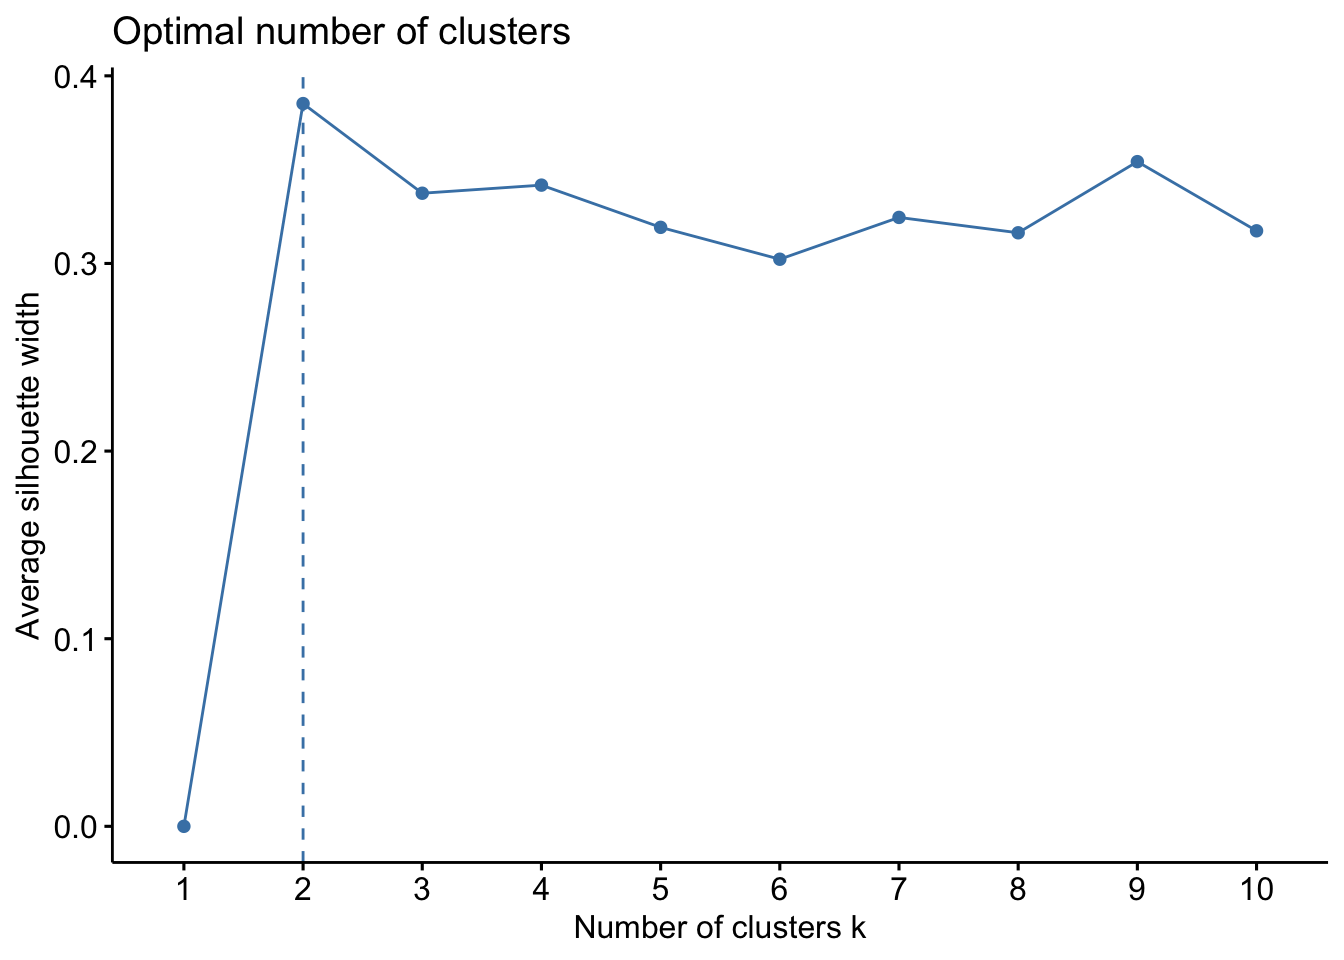 Optimal number of clusters
0.4
0.3
0.2
0.1
0.0
Average silhouette width
1 2 3 4 5 6 7 8 9 10
Number of clusters k